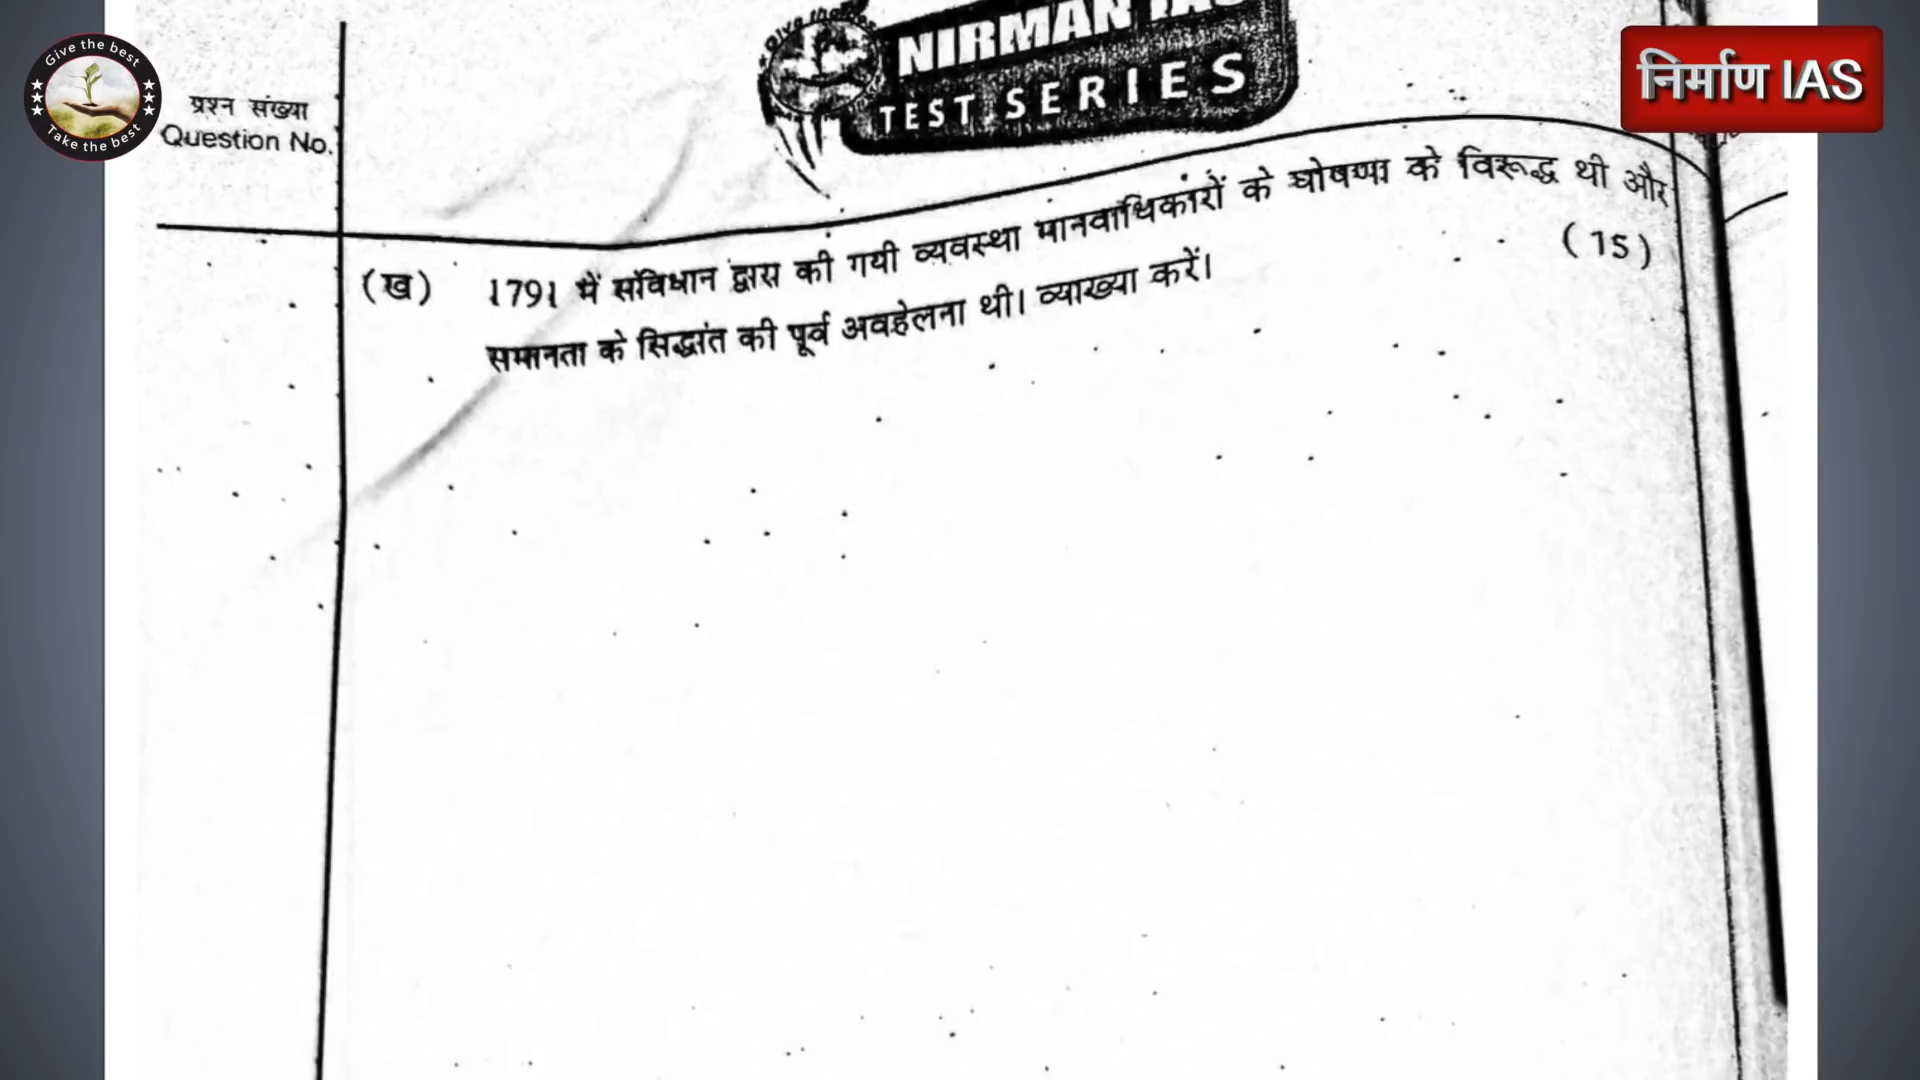 Give the best
Take the best
निर्माण IAS
NIRMAN IAS
TEST SERIES
प्रश्न संख्या
Question No.
(ख) 1791 में संविधान द्वारा की गयी व्यवस्था मानवाधिकारों के घोषणा के विरूद्ध थी और
समानता के सिद्धांत की पूर्व अवहेलना थी। व्याख्या करें।
(15)